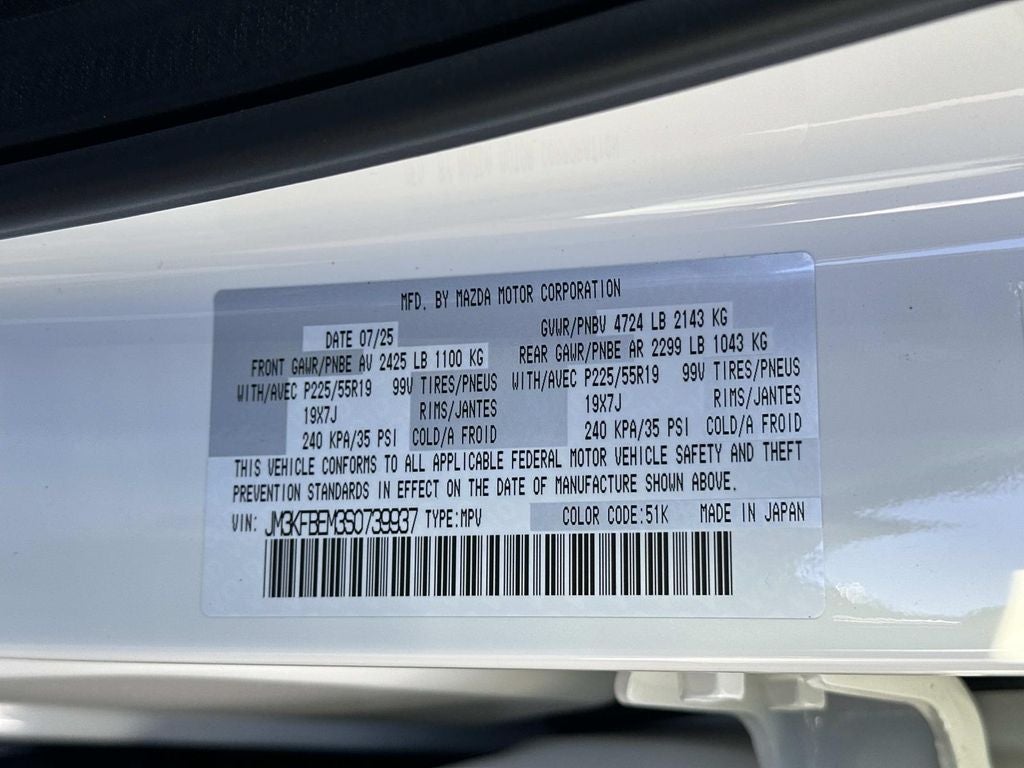 MFD. BY MAZDA MOTOR CORPORATION
DATE 07/25 GVWR/PNBV 4724 LB 2143 KG
FRONT GAWR/PNBE AV 2425 LB 1100 KG REAR GAWR/PNBE AR 2299 LB 1043 KG
WITH/AVEC P225/55R19 99V TIRES/PNEUS WITH/AVEC P225/55R19 99V TIRES/PNEUS
19X7J RIMS/JANTES 19X7J RIMS/JANTES
240 KPA/35 PSI COLD/A FROID 240 KPA/35 PSI COLD/A FROID
THIS VEHICLE CONFORMS TO ALL APPLICABLE FEDERAL MOTOR VEHICLE SAFETY AND THEFT
PREVENTION STANDARDS IN EFFECT ON THE DATE OF MANUFACTURE SHOWN ABOVE.
VIN: JM3KFBEM3S0739937 TYPE:MPV COLOR CODE:51K MADE IN JAPAN